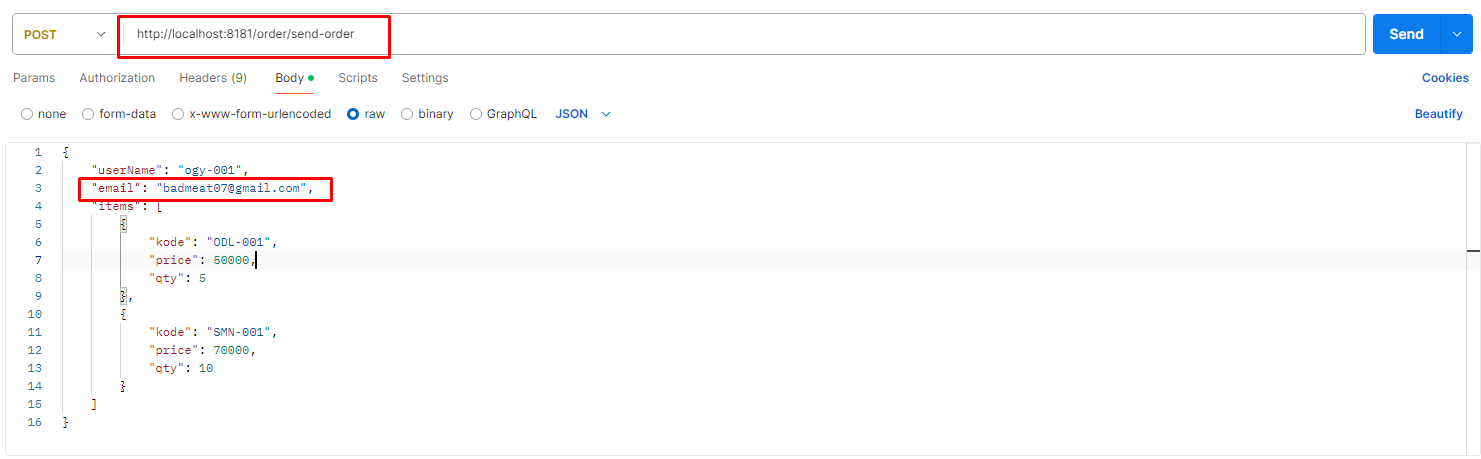 POST http://localhost:8181/order/send-order Send
Params Authorization Headers (9) Body Scripts Settings Cookies
none form-data x-www-form-urlencoded raw binary GraphQL JSON Beautify
1 {
2 "userName": "ogy-001",
3 "email": "badmeat07@gmail.com",
4 "items": [
5 {
6 "kode": "ODL-001",
7 "price": 50000,
8 "qty": 5
9 },
10 {
11 "kode": "SMN-001",
12 "price": 70000,
13 "qty": 10
14 }
15 ]
16 }